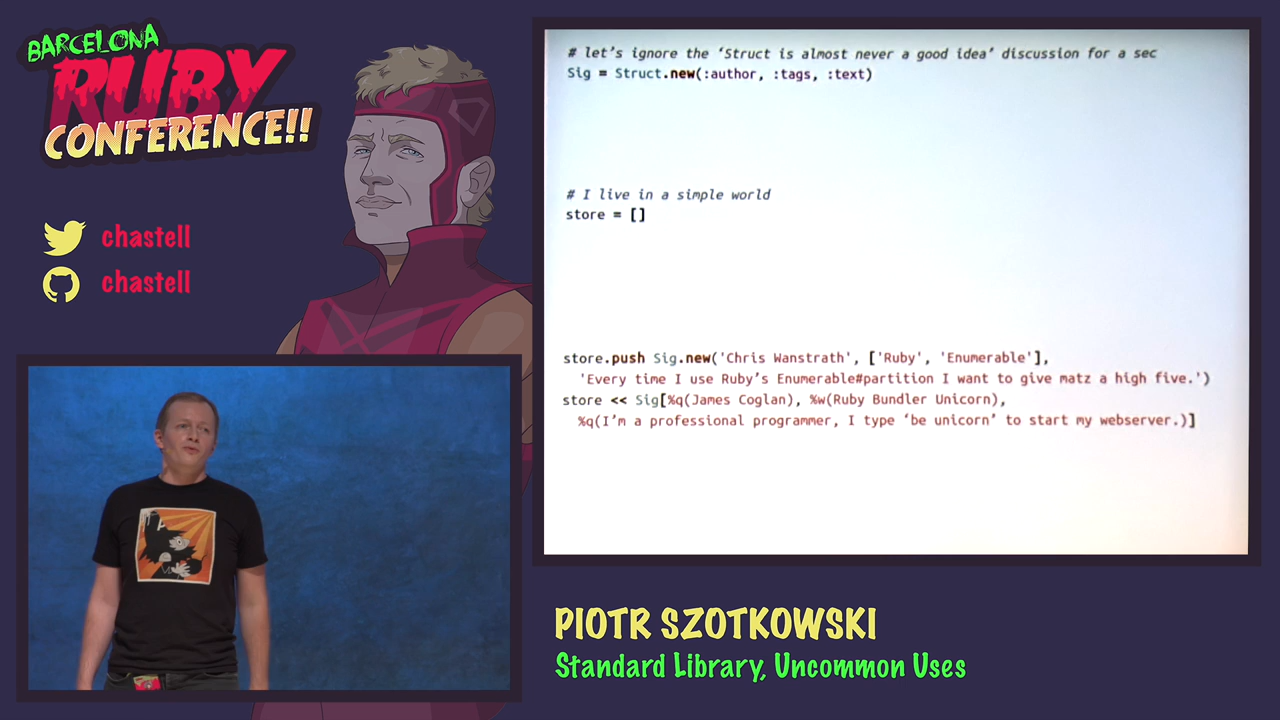 BARCELONA
RUBY
CONFERENCE!!
chastell
chastell
# let’s ignore the ‘Struct is almost never a good idea’ discussion for a sec
Sig = Struct.new(:author, :tags, :text)
# I live in a simple world
store = []
store.push Sig.new('Chris Wanstrath', ['Ruby', 'Enumerable'],
'Every time I use Ruby’s Enumerable#partition I want to give matz a high five.')
store << Sig[%q(James Coglan), %w(Ruby Bundler Unicorn),
%q(I’m a professional programmer, I type ‘be unicorn’ to start my webserver.)]
PIOTR SZOTKOWSKI
Standard Library, Uncommon Uses